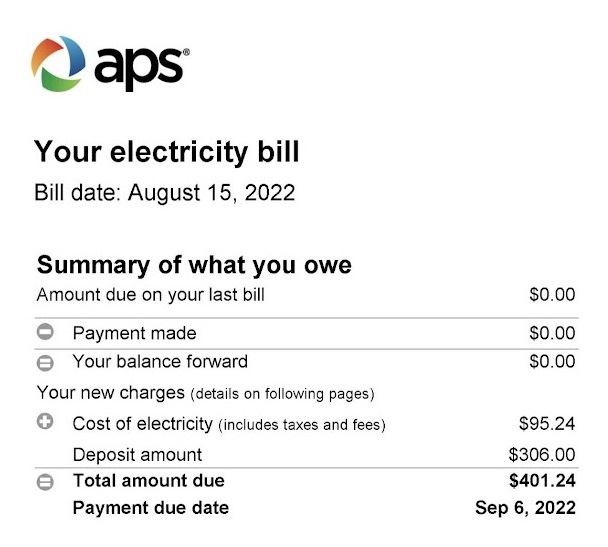 aps®
Your electricity bill
Bill date: August 15, 2022
Summary of what you owe
Amount due on your last bill $0.00
Payment made $0.00
Your balance forward $0.00
Your new charges (details on following pages)
Cost of electricity (includes taxes and fees) $95.24
Deposit amount $306.00
Total amount due $401.24
Payment due date Sep 6, 2022